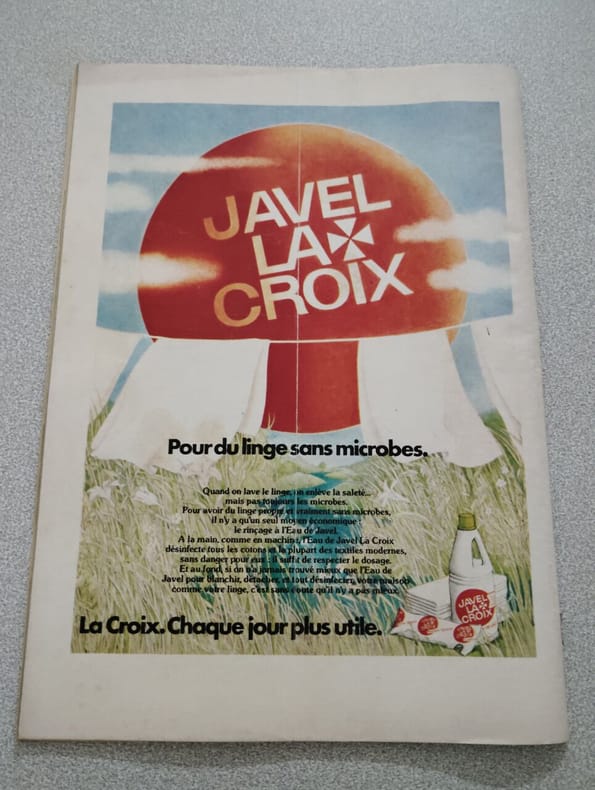 JAVEL
LA
CROIX
Pour du linge sans microbes.
Quand on lave le linge, on enlève la saleté...
mais pas toujours les microbes.
Pour avoir du linge propre et vraiment sans microbes,
il n'y a qu'un seul moyen économique :
le rinçage à l'Eau de Javel.
A la main, comme en machine, l'Eau de Javel La Croix
désinfecte tous les cotons et la plupart des textiles modernes,
sans danger pour eux : il suffit de respecter le dosage.
Et au fond, si on n'a jamais trouvé mieux que l'Eau de
Javel pour blanchir, détacher, et tout désinfecter, votre maison
comme votre linge, c'est sans doute qu'il n'y a pas mieux.
JAVEL
LA
CROIX
La Croix. Chaque jour plus utile.